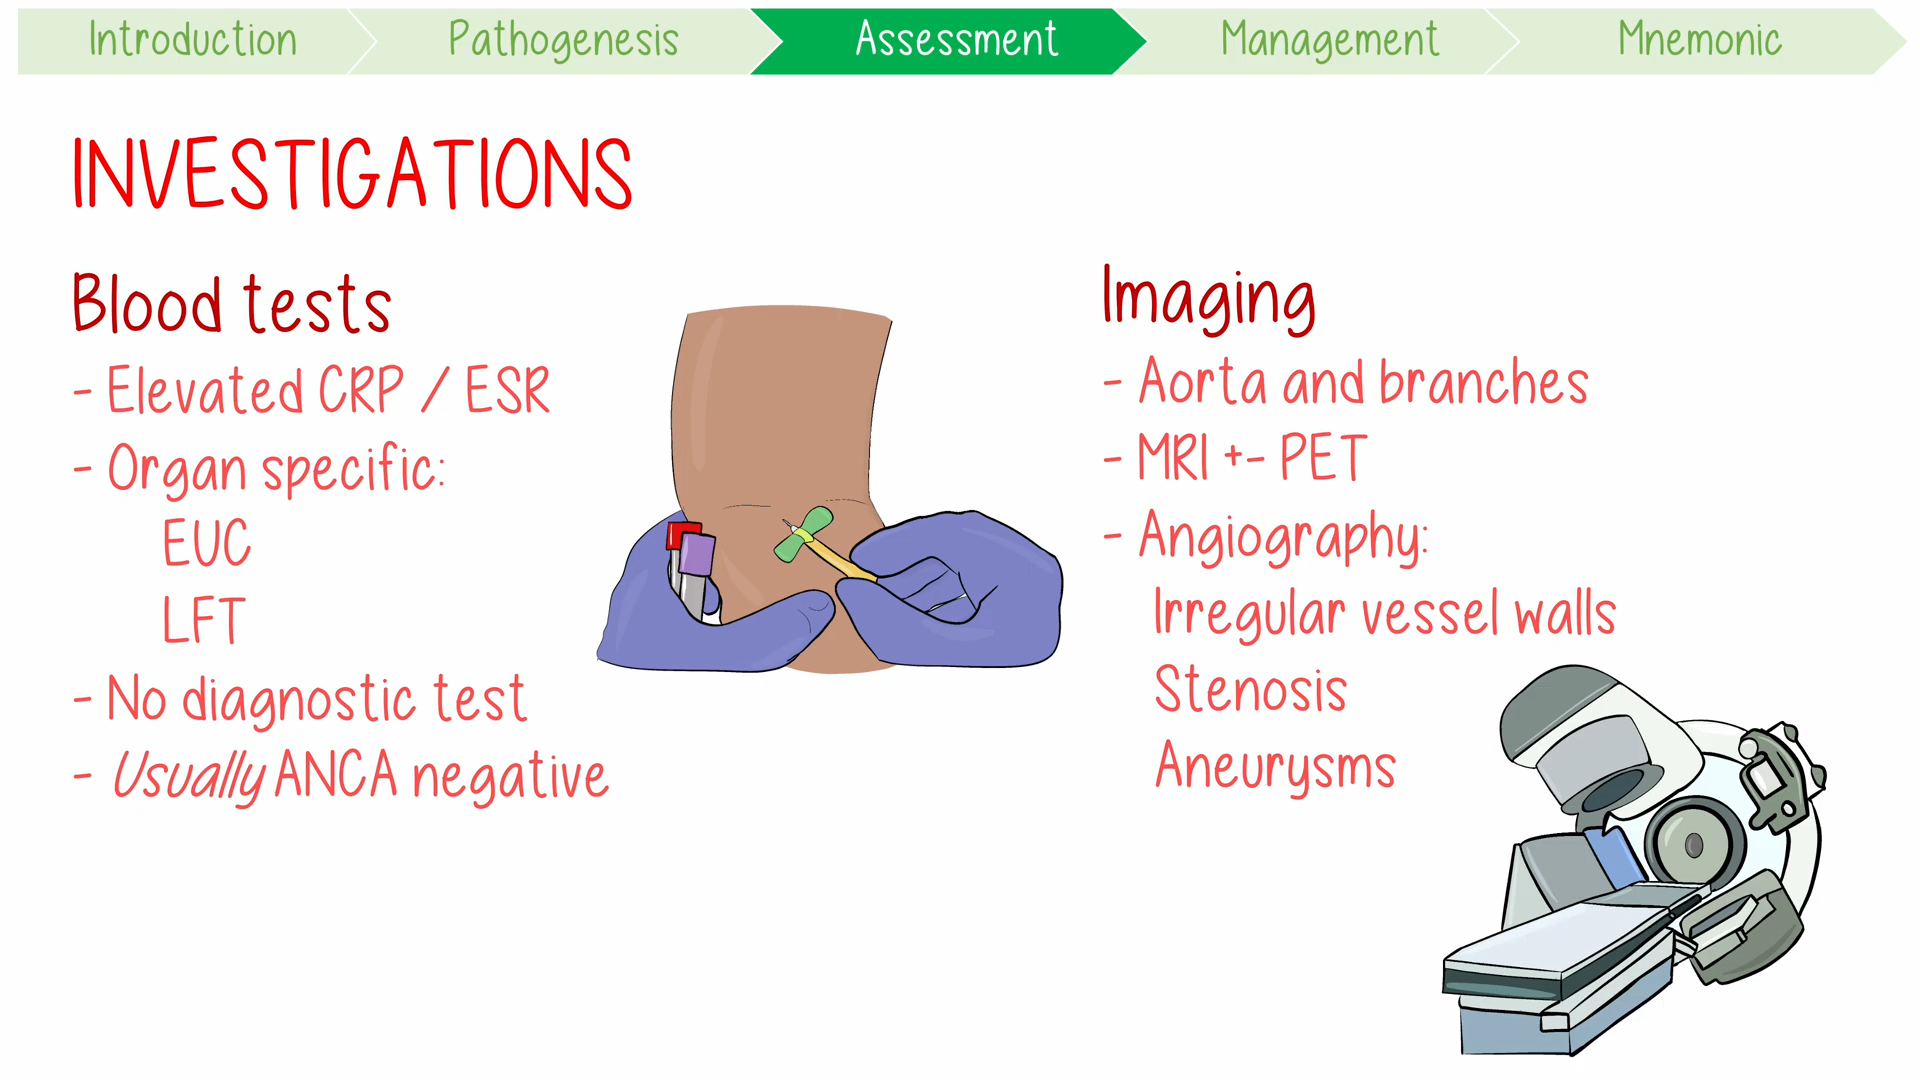 Introduction
Pathogenesis
Assessment
Management
Mnemonic
INVESTIGATIONS
Blood tests
- Elevated CRP / ESR
- Organ specific:
EUC
LFT
- No diagnostic test
- Usually ANCA negative
Imaging
- Aorta and branches
- MRI +- PET
- Angiography:
Irregular vessel walls
Stenosis
Aneurysms